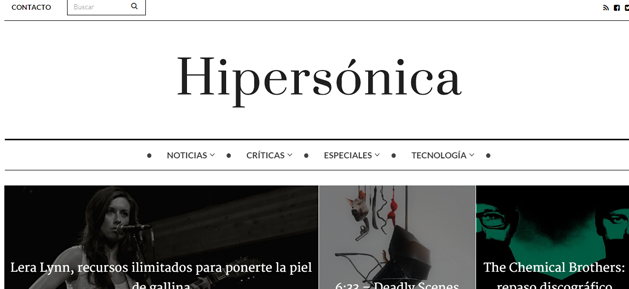 CONTACTO
Buscar
Hipersónica
NOTICIAS
CRÍTICAS
ESPECIALES
TECNOLOGÍA
Lera Lynn, recursos ilimitados para ponerte la piel
de gallina
6:33 – Deadly Scenes
The Chemical Brothers:
repaso discográfico